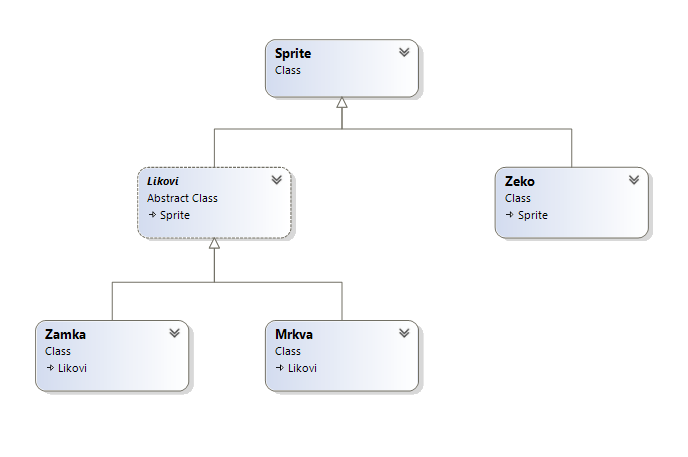 Sprite
Class
Likovi
Abstract Class
Sprite
Zeko
Class
Sprite
Zamka
Class
Likovi
Mrkva
Class
Likovi